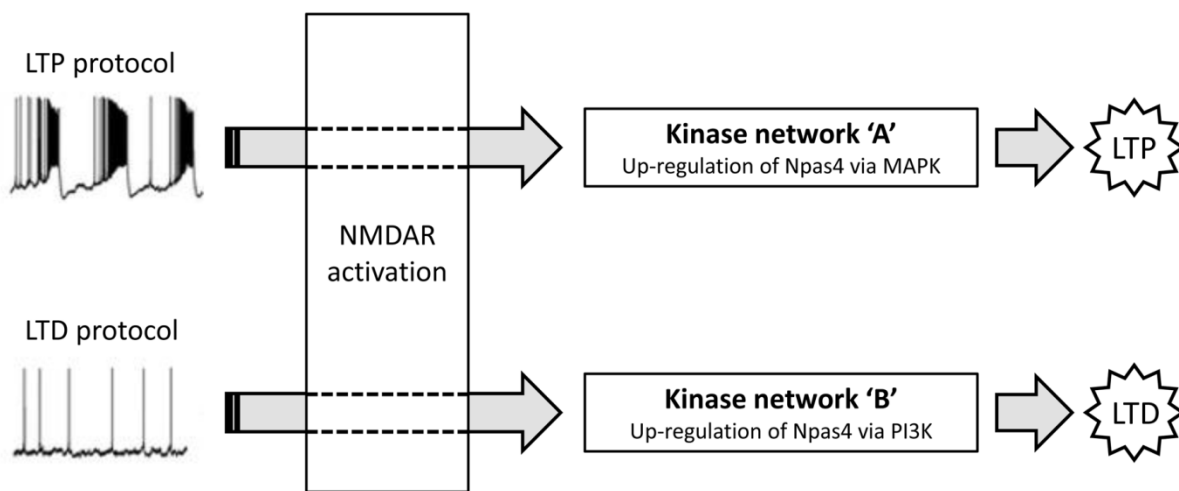 LTP protocol
Kinase network ‘A’
Up-regulation of Npas4 via MAPK
LTP
NMDAR
activation
LTD protocol
Kinase network ‘B’
Up-regulation of Npas4 via PI3K
LTD